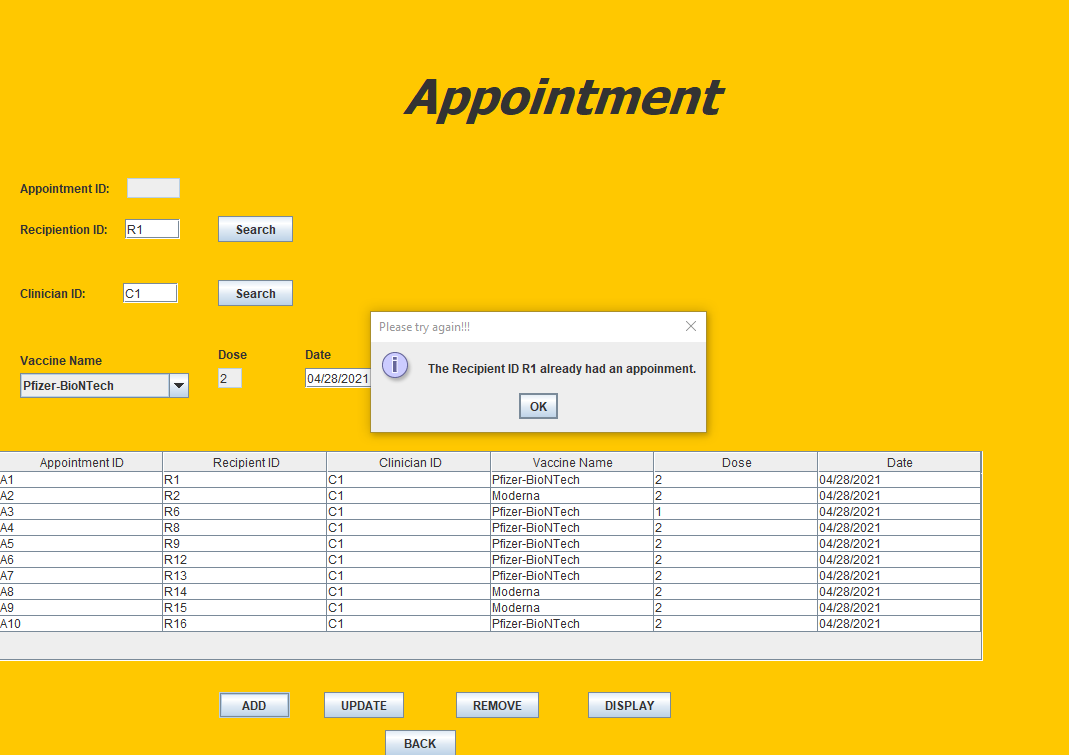 Appointment
Appointment ID:
Recipiention ID: R1 Search
Clinician ID: C1 Search
Please try again!!!
The Recipient ID R1 already had an appoinment.
OK
Vaccine Name Dose Date
Pfizer-BioNTech 2 04/28/2021
Appointment ID Recipient ID Clinician ID Vaccine Name Dose Date
A1 R1 C1 Pfizer-BioNTech 2 04/28/2021
A2 R2 C1 Moderna 2 04/28/2021
A3 R6 C1 Pfizer-BioNTech 1 04/28/2021
A4 R8 C1 Pfizer-BioNTech 2 04/28/2021
A5 R9 C1 Pfizer-BioNTech 2 04/28/2021
A6 R12 C1 Pfizer-BioNTech 2 04/28/2021
A7 R13 C1 Pfizer-BioNTech 2 04/28/2021
A8 R14 C1 Moderna 2 04/28/2021
A9 R15 C1 Moderna 2 04/28/2021
A10 R16 C1 Pfizer-BioNTech 2 04/28/2021
ADD UPDATE REMOVE DISPLAY
BACK